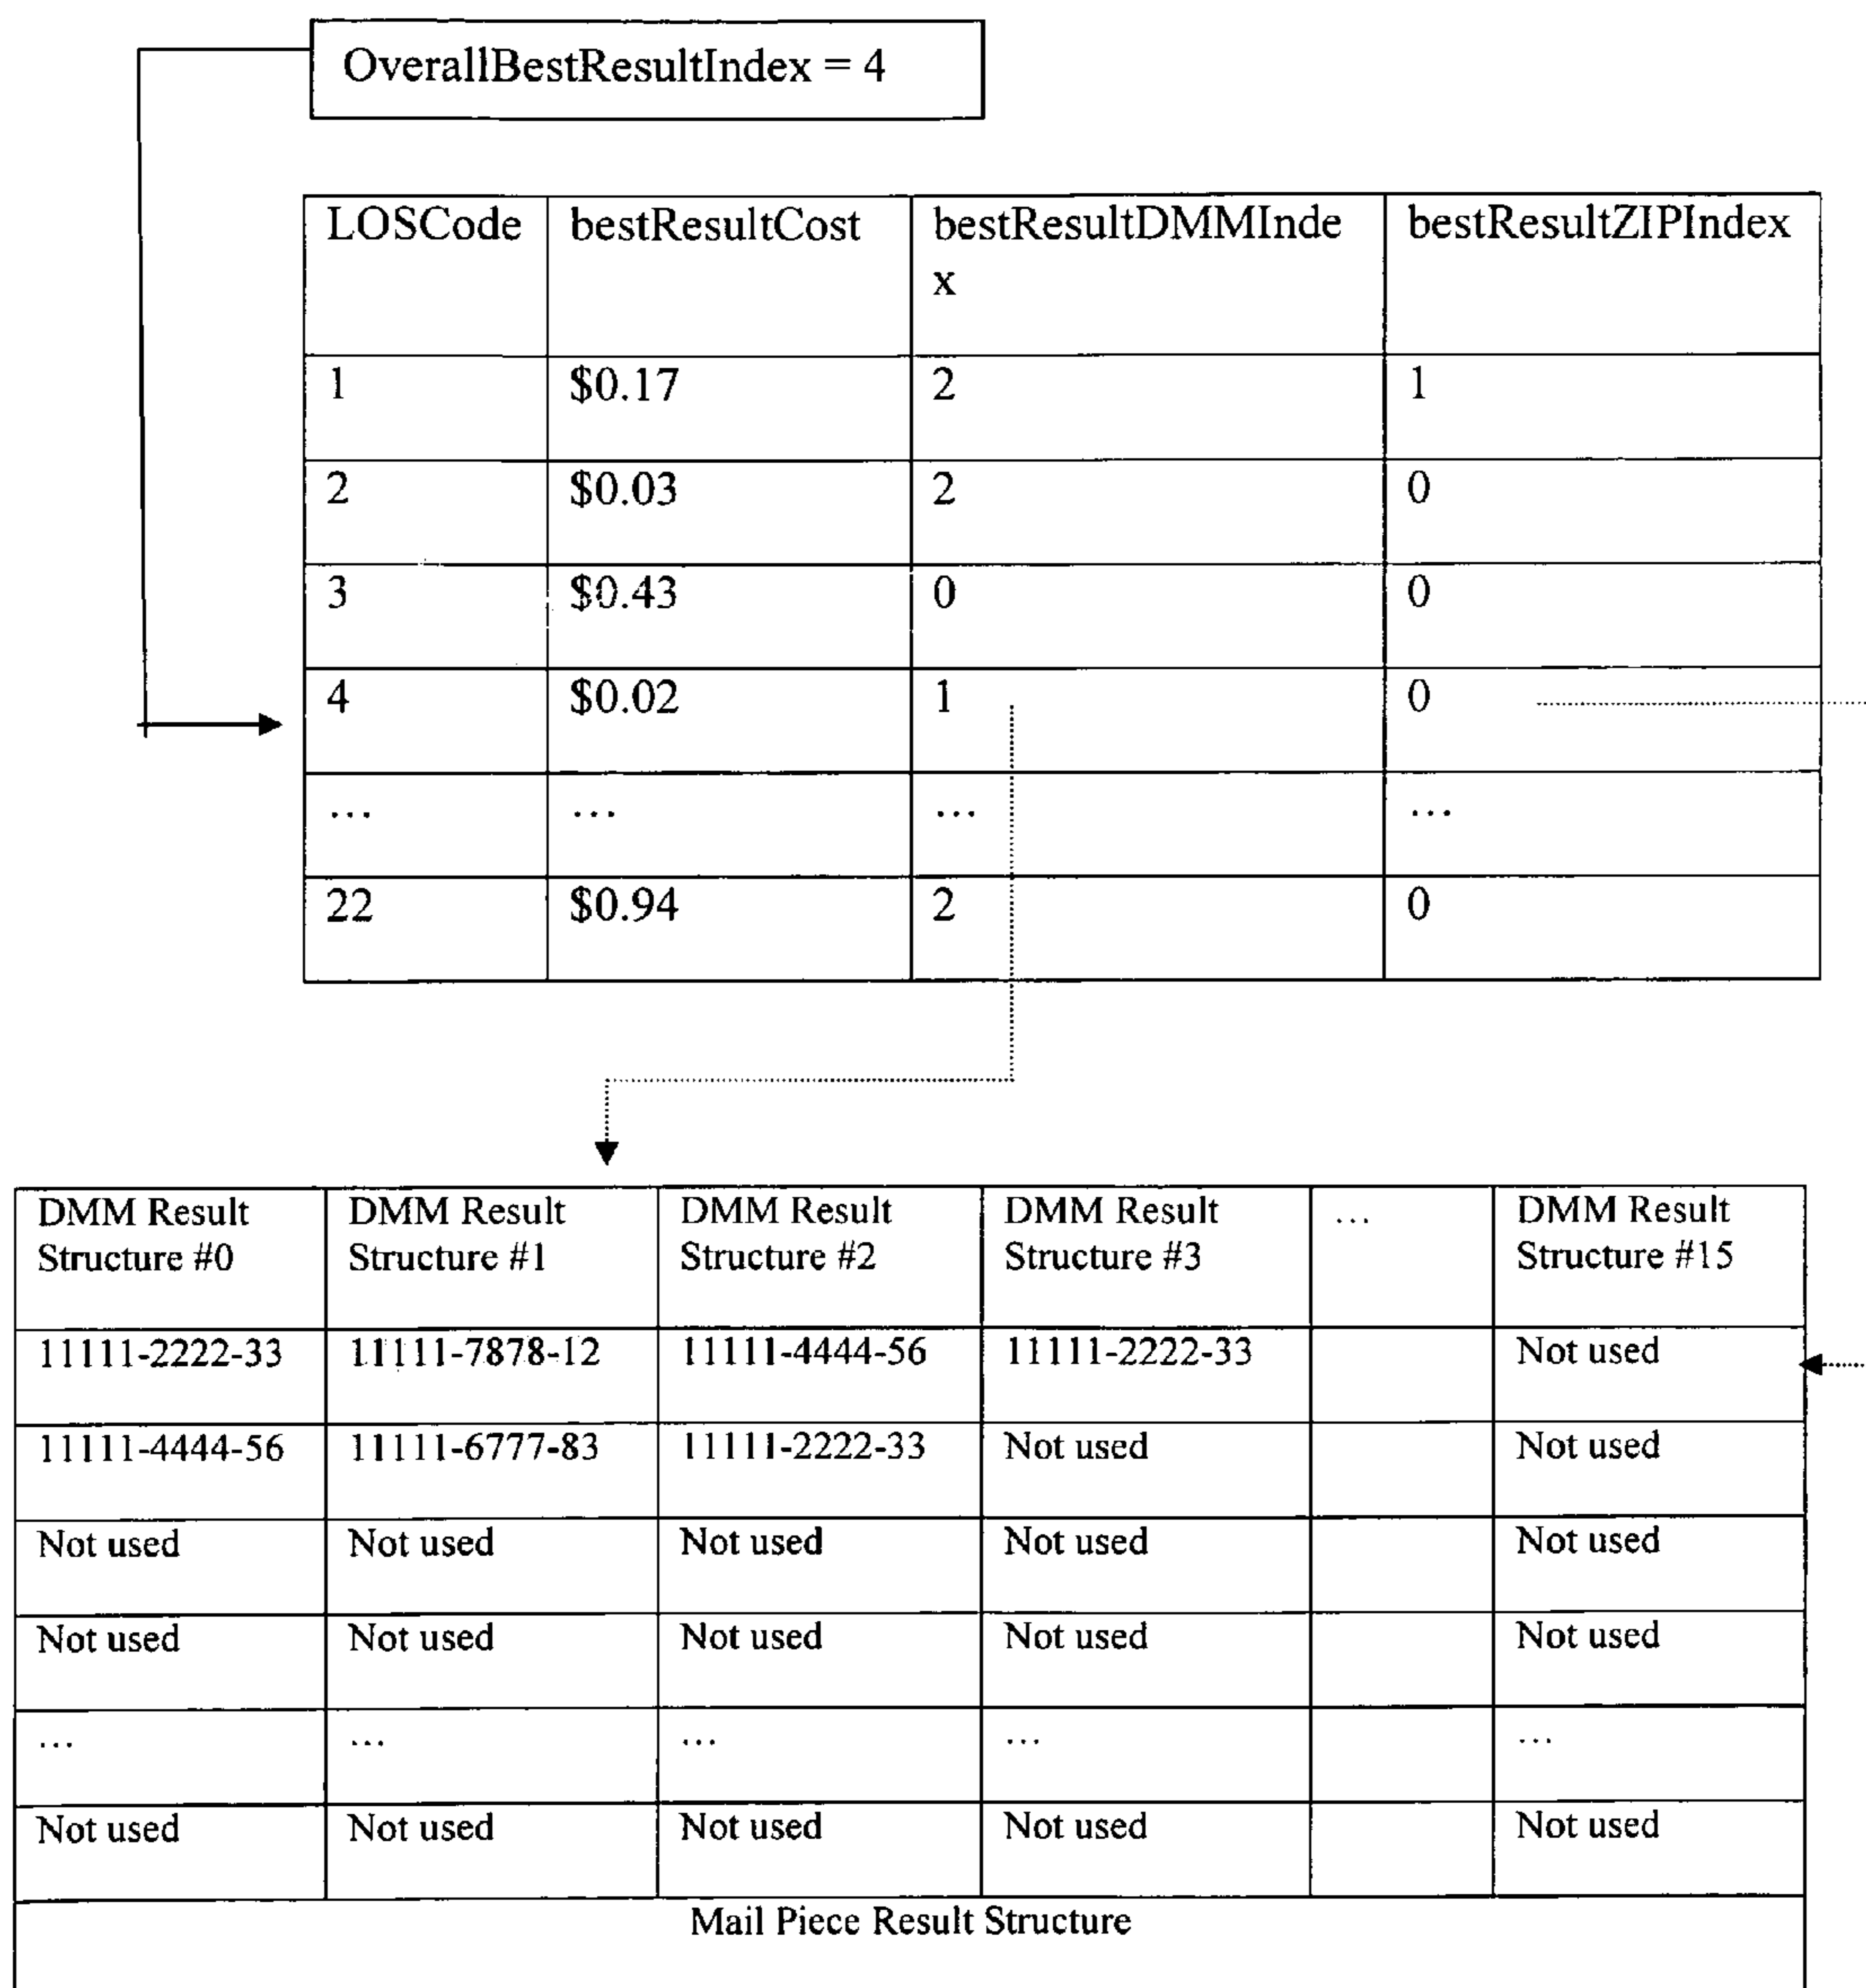 OverallBestResultIndex = 4
LOSCode bestResultCost bestResultDMMInde bestResultZIPIndex
x
1 $0.17 2 1
2 $0.03 2 0
3 $0.43 0 0
4 $0.02 1 0
... ... ... ...
22 $0.94 2 0
DMM Result DMM Result DMM Result DMM Result ... DMM Result
Structure #0 Structure #1 Structure #2 Structure #3 Structure #15
11111-2222-33 11111-7878-12 11111-4444-56 11111-2222-33 Not used
11111-4444-56 11111-6777-83 11111-2222-33 Not used Not used
Not used Not used Not used Not used Not used
Not used Not used Not used Not used Not used
... ... ... ... ...
Not used Not used Not used Not used Not used
Mail Piece Result Structure